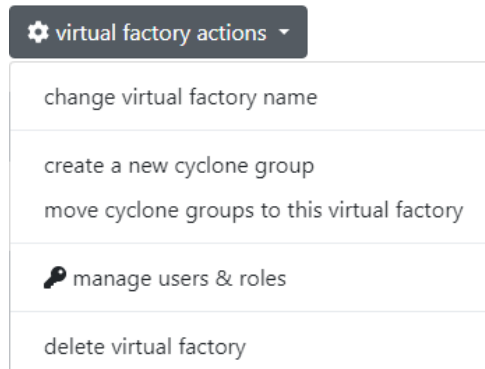 virtual factory actions
change virtual factory name
create a new cyclone group
move cyclone groups to this virtual factory
manage users & roles
delete virtual factory